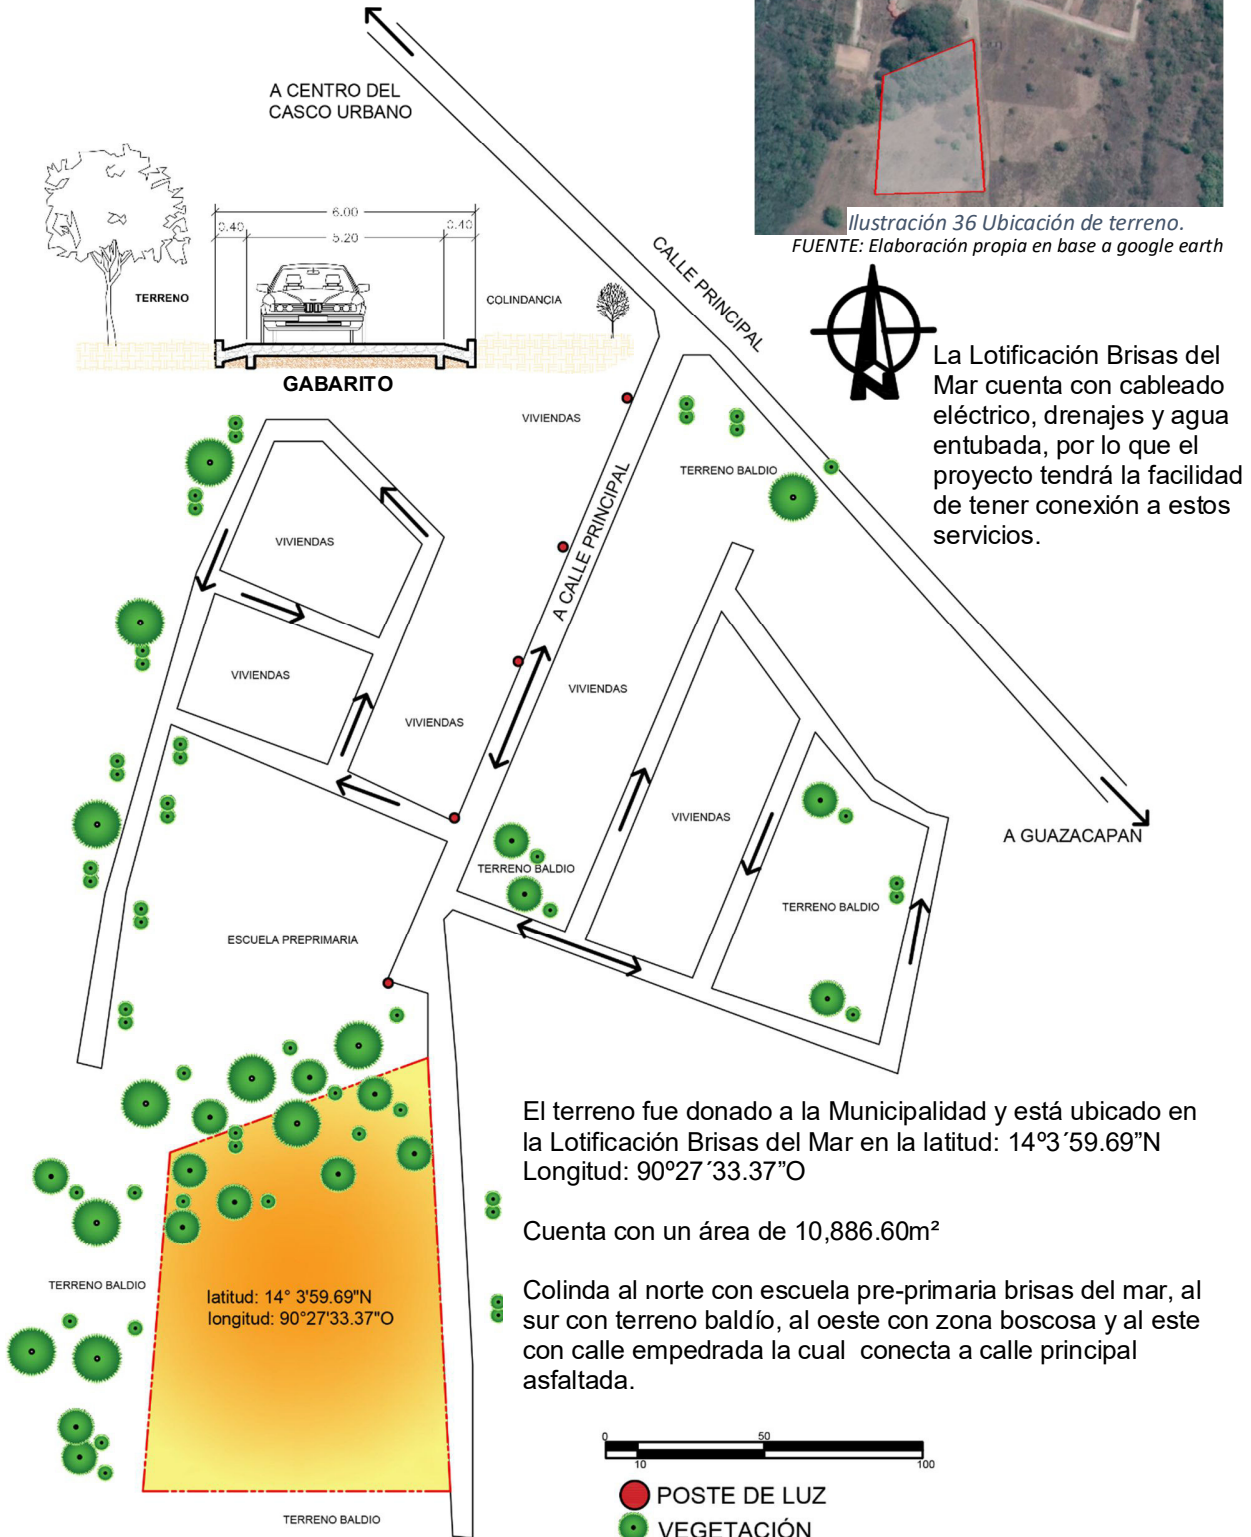 A CENTRO DEL
CASCO URBANO
Ilustración 36 Ubicación de terreno.
FUENTE: Elaboración propia en base a google earth
6.00
0.40
5.20
0.40
TERRENO
COLINDANCIA
GABARITO
CALLE PRINCIPAL
N
La Lotificación Brisas del
Mar cuenta con cableado
eléctrico, drenajes y agua
entubada, por lo que el
proyecto tendrá la facilidad
de tener conexión a estos
servicios.
VIVIENDAS
TERRENO BALDIO
A CALLE PRINCIPAL
VIVIENDAS
VIVIENDAS
VIVIENDAS
VIVIENDAS
VIVIENDAS
A GUAZACAPAN
TERRENO BALDIO
TERRENO BALDIO
ESCUELA PREPRIMARIA
El terreno fue donado a la Municipalidad y está ubicado en
la Lotificación Brisas del Mar en la latitud: 14º3´59.69”N
Longitud: 90º27´33.37”O
Cuenta con un área de 10,886.60m²
Colinda al norte con escuela pre-primaria brisas del mar, al
sur con terreno baldío, al oeste con zona boscosa y al este
con calle empedrada la cual conecta a calle principal
asfaltada.
TERRENO BALDIO
latitud: 14° 3'59.69"N
longitud: 90°27'33.37"O
TERRENO BALDIO
0
50
10
100
POSTE DE LUZ
VEGETACIÓN